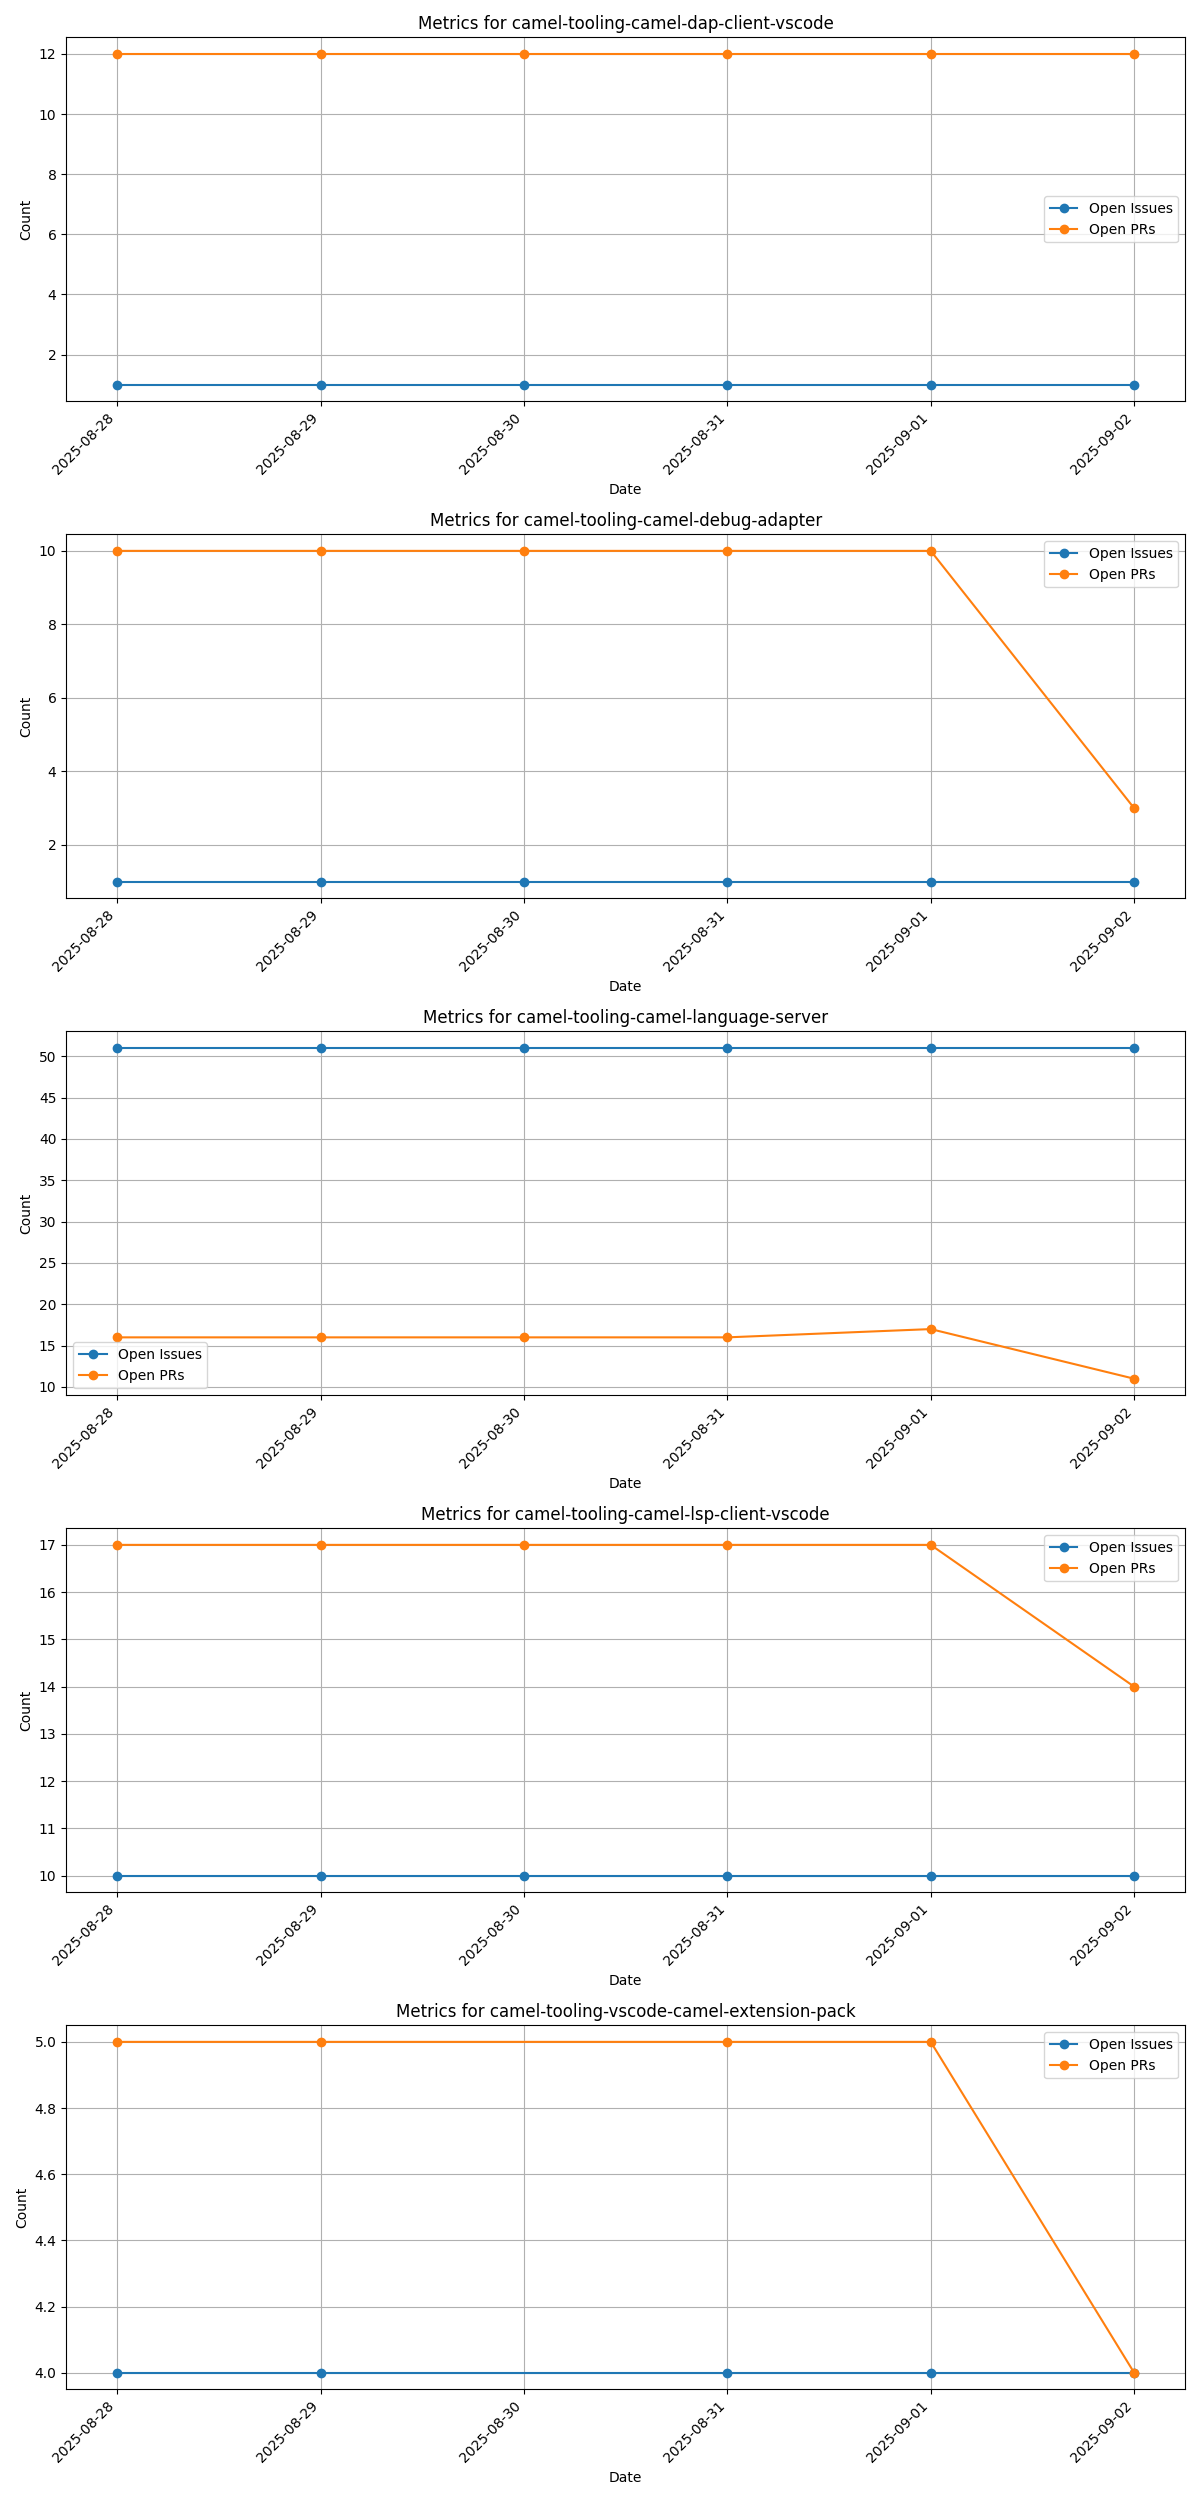 Metrics for camel-tooling-camel-dap-client-vscode
12
10
8
6
4
2
Count
Open Issues
Open PRs
2025-08-28
2025-08-29
2025-08-30
2025-08-31
2025-09-01
2025-09-02
Date
Metrics for camel-tooling-camel-debug-adapter
10
8
6
4
2
Count
Open Issues
Open PRs
2025-08-28
2025-08-29
2025-08-30
2025-08-31
2025-09-01
2025-09-02
Date
Metrics for camel-tooling-camel-language-server
50
45
40
35
30
25
20
15
10
Count
Open Issues
Open PRs
2025-08-28
2025-08-29
2025-08-30
2025-08-31
2025-09-01
2025-09-02
Date
Metrics for camel-tooling-camel-lsp-client-vscode
17
16
15
14
13
12
11
10
Count
Open Issues
Open PRs
2025-08-28
2025-08-29
2025-08-30
2025-08-31
2025-09-01
2025-09-02
Date
Metrics for camel-tooling-vscode-camel-extension-pack
5.0
4.8
4.6
4.4
4.2
4.0
Count
Open Issues
Open PRs
2025-08-28
2025-08-29
2025-08-30
2025-08-31
2025-09-01
2025-09-02
Date